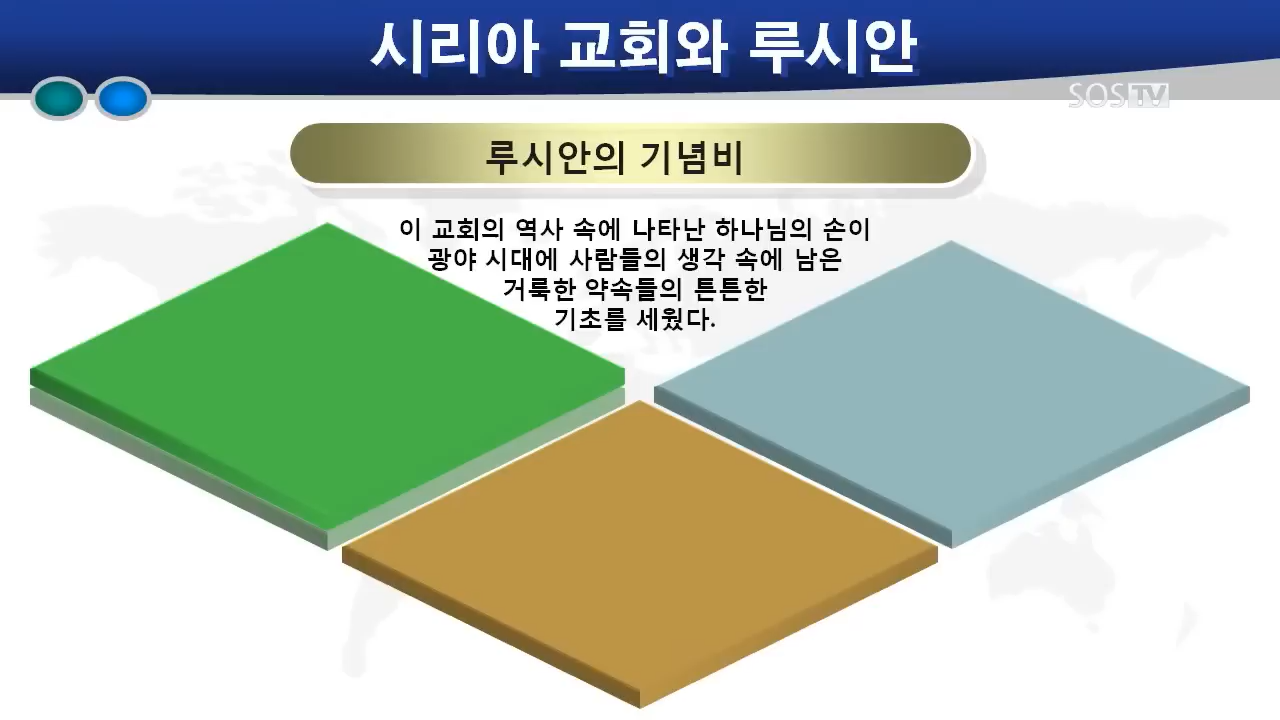 시리아 교회와 루시안
SOSTV
루시안의 기념비
이 교회의 역사 속에 나타난 하나님의 손이
광야 시대에 사람들의 생각 속에 남은
거룩한 약속들의 튼튼한
기초를 세웠다.